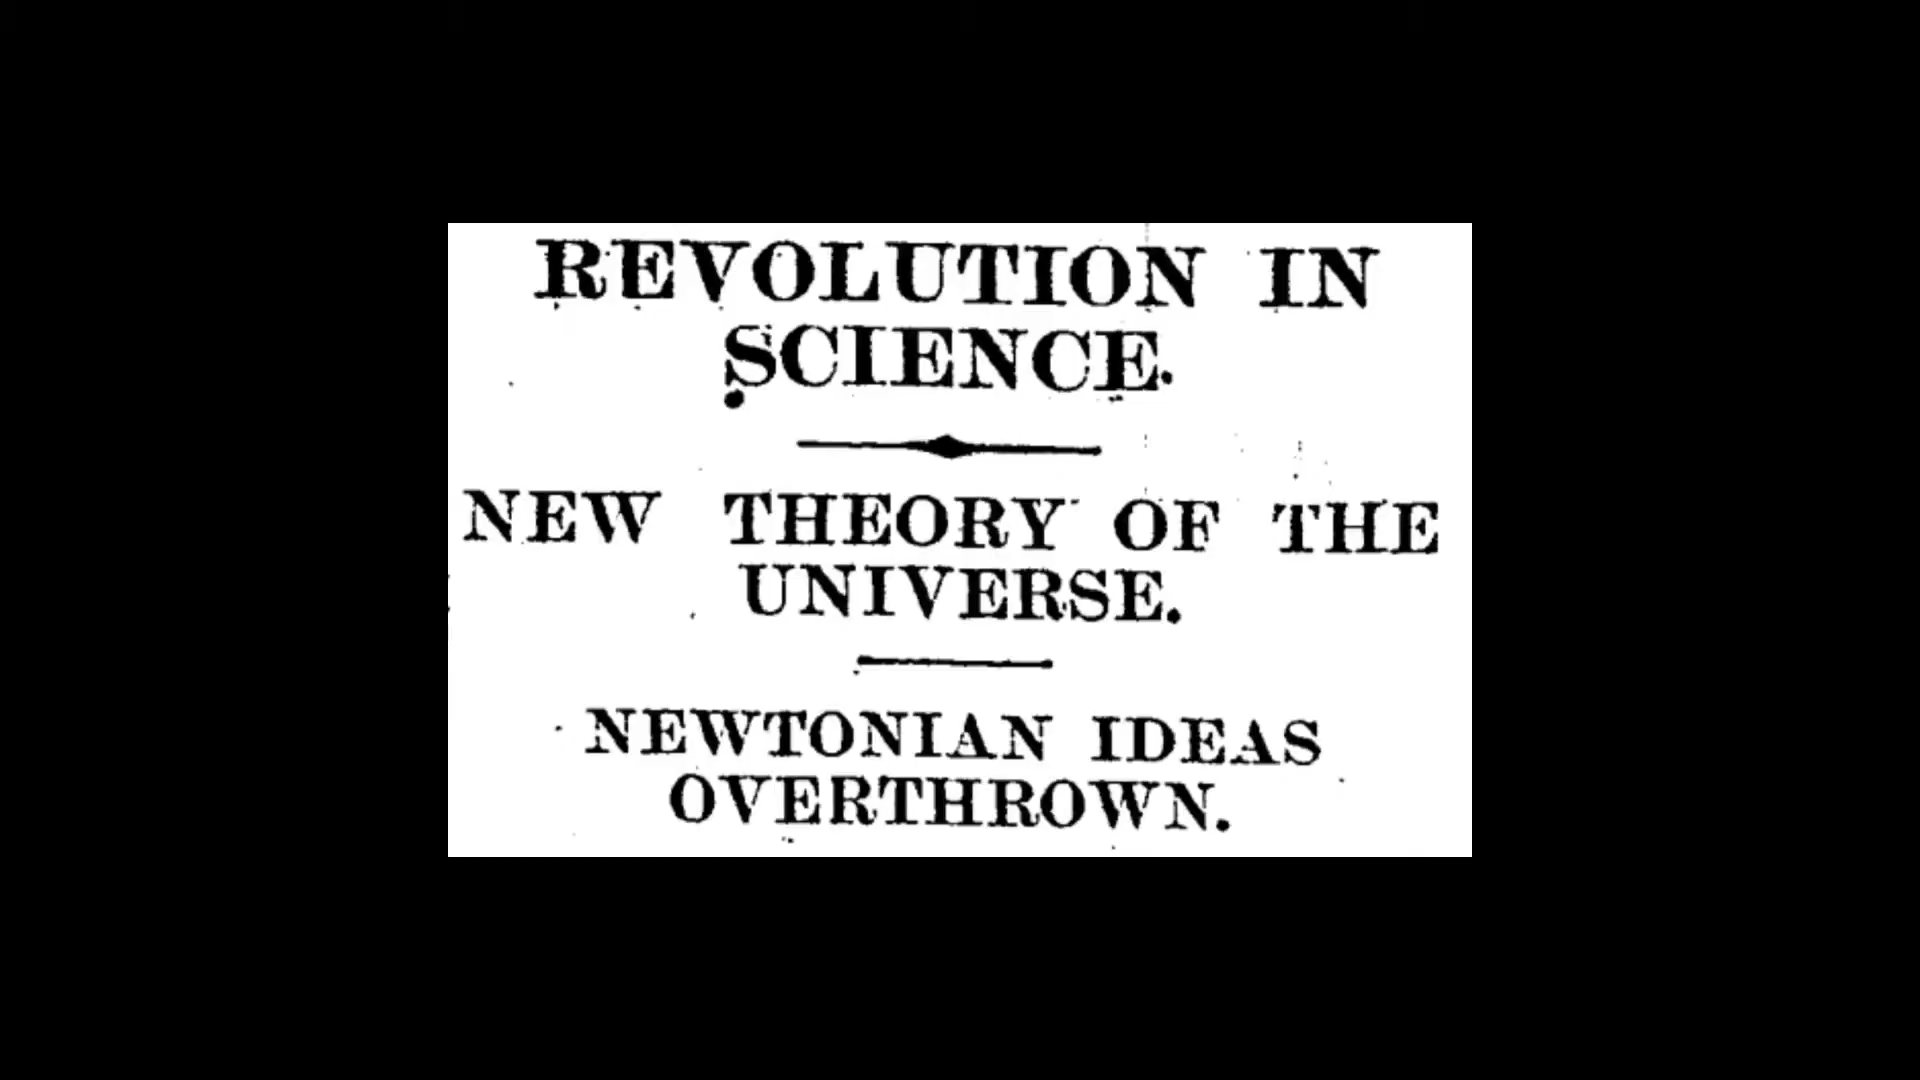 REVOLUTION IN
SCIENCE.
NEW THEORY OF THE
UNIVERSE.
NEWTONIAN IDEAS
OVERTHROWN.